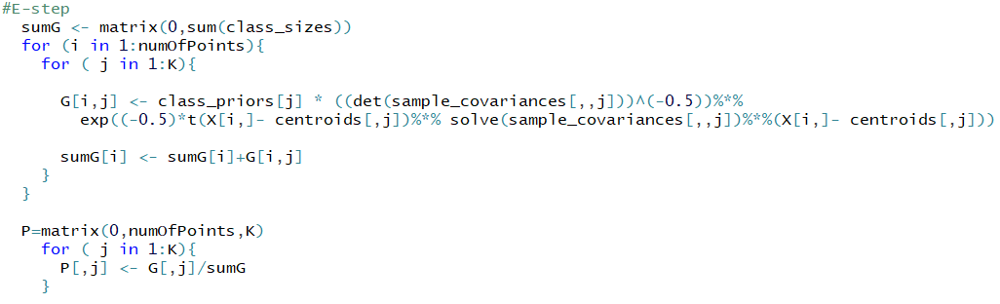 #E-step
  sumG <- matrix(0,sum(class_sizes))
  for (i in 1:numOfPoints){
    for ( j in 1:K){
      G[i,j] <- class_priors[j] * ((det(sample_covariances[,,j]))^(-0.5))%*%
        exp((-0.5)*t(X[i,]- centroids[,j])%*% solve(sample_covariances[,,j])%*%(X[i,]- centroids[,j]))
      sumG[i] <- sumG[i]+G[i,j]
    }
  }
  P=matrix(0,numOfPoints,K)
    for ( j in 1:K){
      P[,j] <- G[,j]/sumG
    }